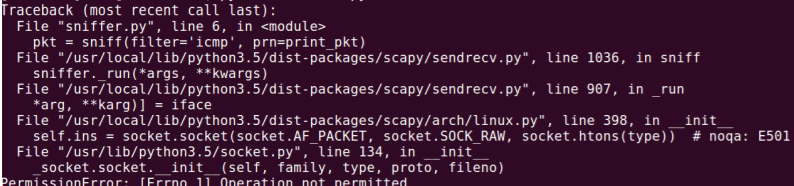 Traceback (most recent call last):
  File "sniffer.py", line 6, in <module>
    pkt = sniff(filter='icmp', prn=print_pkt)
  File "/usr/local/lib/python3.5/dist-packages/scapy/sendrecv.py", line 1036, in sniff
    sniffer._run(*args, **kwargs)
  File "/usr/local/lib/python3.5/dist-packages/scapy/sendrecv.py", line 907, in _run
    *arg, **karg)] = iface
  File "/usr/local/lib/python3.5/dist-packages/scapy/arch/linux.py", line 398, in __init__
    self.ins = socket.socket(socket.AF_PACKET, socket.SOCK_RAW, socket.htons(type))  # noqa: E501
  File "/usr/lib/python3.5/socket.py", line 134, in __init__
    _socket.socket.__init__(self, family, type, proto, fileno)
PermissionError: [Errno 1] Operation not permitted